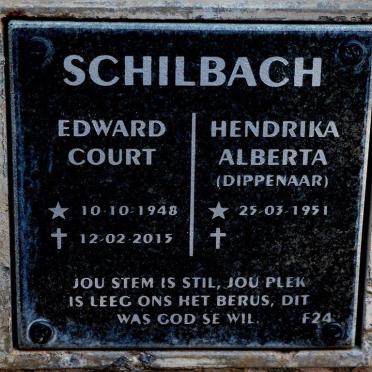 SCHILBACH
EDWARD
COURT
★ 10-10-1948
✝ 12-02-2015
HENDRIKA
ALBERTA
(DIPPENAAR)
★ 25-03-1951
✝
JOU STEM IS STIL, JOU PLEK
IS LEEG ONS HET BERUS, DIT
WAS GOD SE WIL. F24